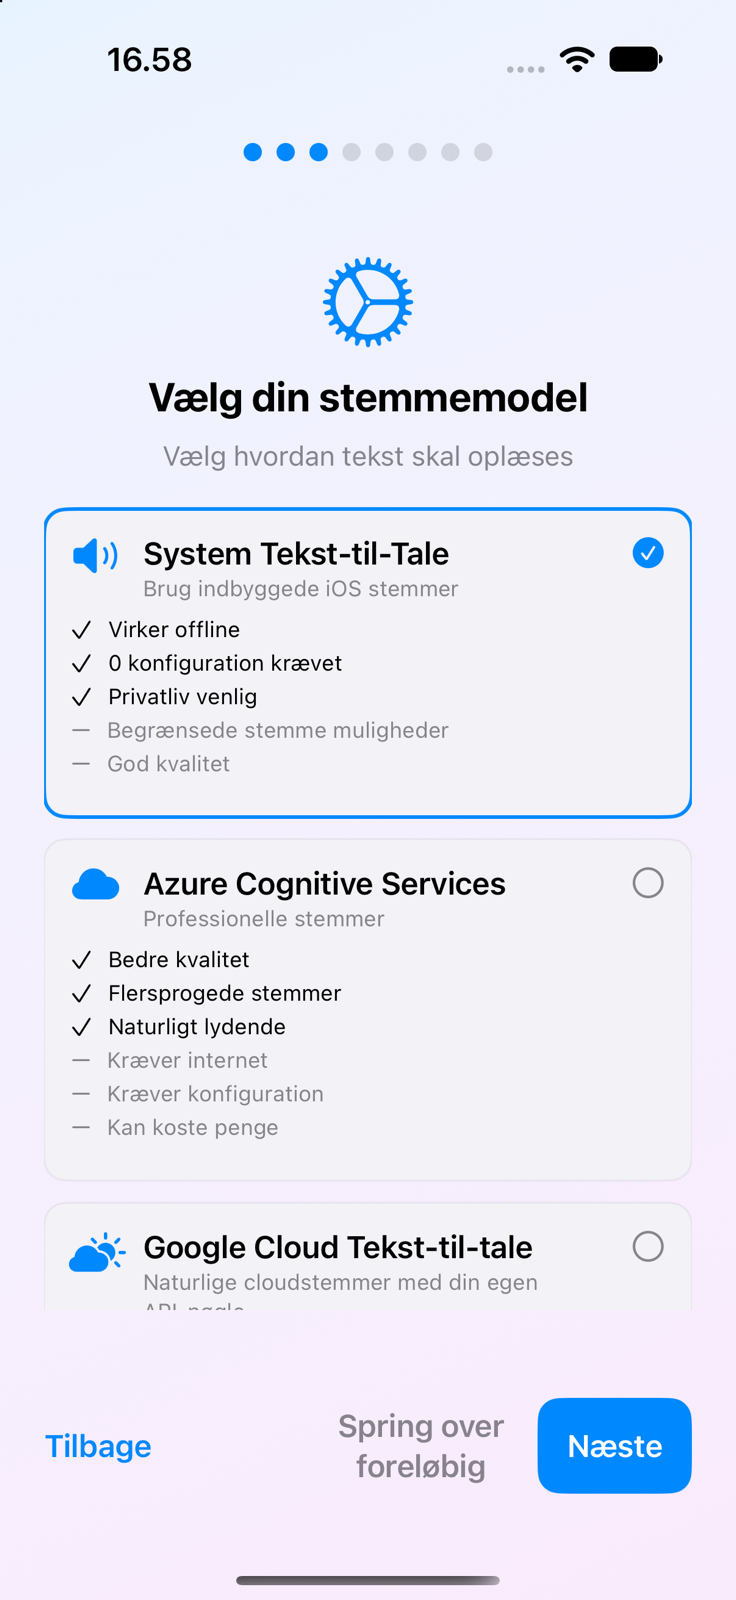 16.58
Vælg din stemmemodel
Vælg hvordan tekst skal oplæses
System Tekst-til-Tale
Brug indbyggede iOS stemmer
Virker offline
0 konfiguration krævet
Privatliv venlig
Begrænsede stemme muligheder
God kvalitet
Azure Cognitive Services
Professionelle stemmer
Bedre kvalitet
Flersprogede stemmer
Naturligt lydende
Kræver internet
Kræver konfiguration
Kan koste penge
Google Cloud Tekst-til-tale
Naturlige cloudstemmer med din egen
Tilbage
Spring over
foreløbig
Næste